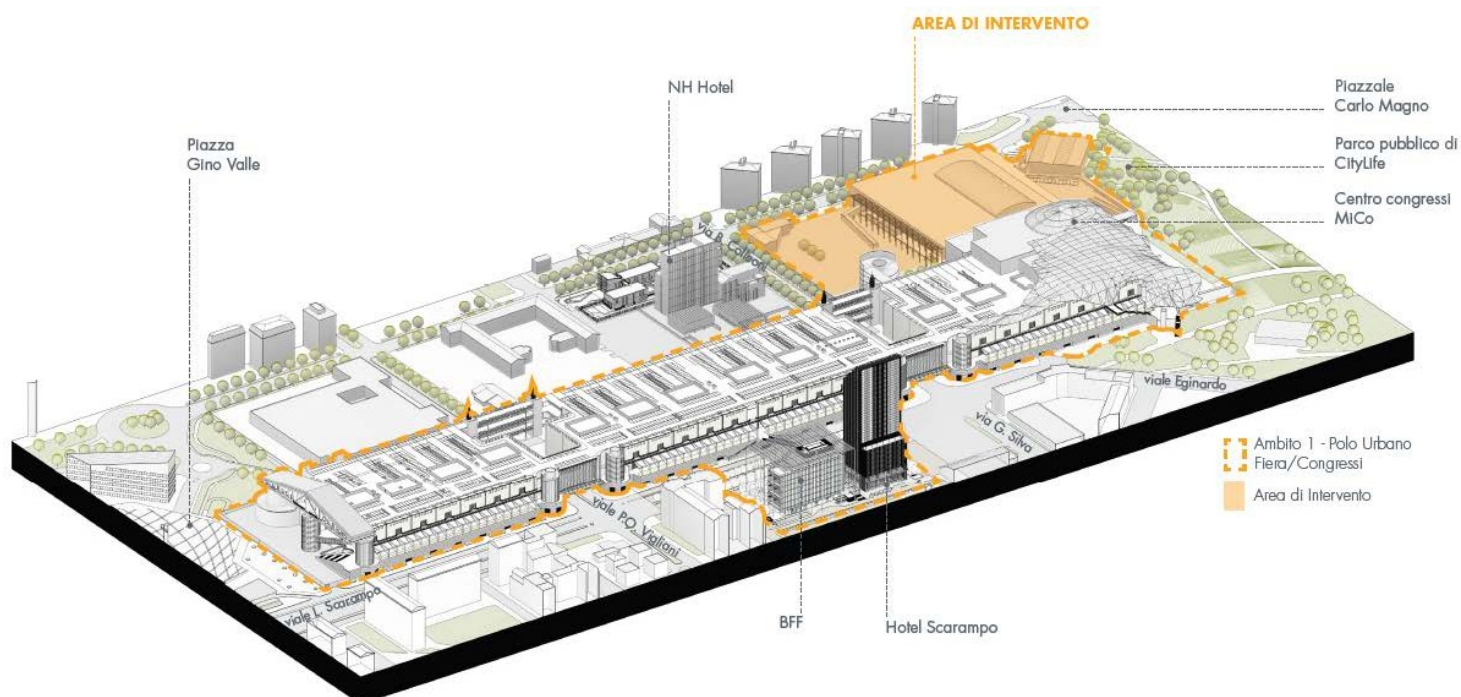 AREA DI INTERVENTO
NH Hotel
Piazzale
Carlo Magno
Piazza
Gino Valle
Parco pubblico di
CityLife
Centro congressi
MiCo
via B. Colleoni
viale Eginardo
via G. Silva
Ambito 1 - Polo Urbano
Fiera/Congressi
Area di Intervento
viale P.O. Vigliani
viale L. Scarampo
BFF
Hotel Scarampo